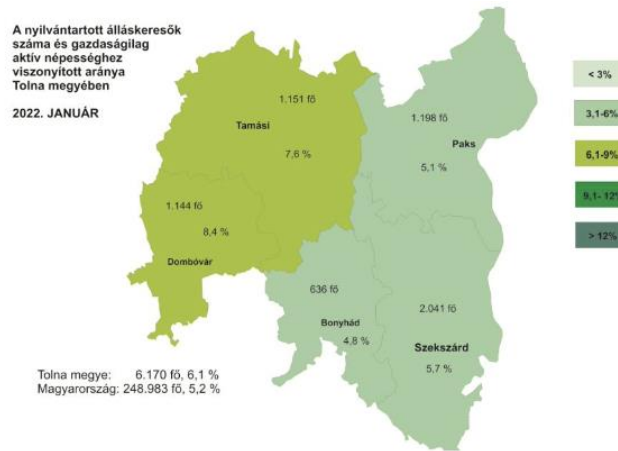 A nyilvántartott álláskeresők
száma és gazdaságilag
aktív népességhez
viszonyított aránya
Tolna megyében
2022. JANUÁR
1.151 fő
Tamási
7,6 %
1.198 fő
Paks
5,1 %
1.144 fő
8,4 %
Dombóvár
636 fő
Bonyhád
4,8 %
2.041 fő
Szekszárd
5,7 %
< 3%
3,1-6%
6,1-9%
9,1- 12%
> 12%
Tolna megye: 6.170 fő, 6,1 %
Magyarország: 248.983 fő, 5,2 %